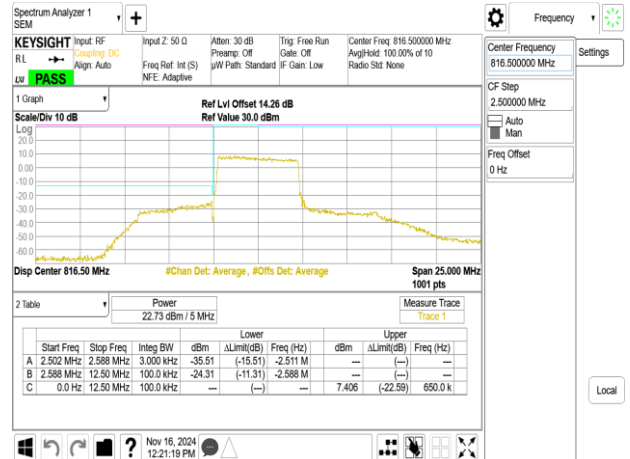 Spectrum Analyzer 1
SEM
Frequency
KEYSIGHT
RL
LXI
PASS
Input: RF
Coupling: DC
Align: Auto
Input Z: 50 Ω
Freq Ref: Int (S)
NFE: Adaptive
Atten: 30 dB
Preamp: Off
µW Path: Standard
Trig: Free Run
Gate: Off
IF Gain: Low
Center Freq: 816.500000 MHz
Avg|Hold: 100.00% of 10
Radio Std: None
Center Frequency
816.500000 MHz
Settings
CF Step
2.500000 MHz
Auto
Man
Freq Offset
0 Hz
Local
1 Graph
Scale/Div 10 dB
Ref Lvl Offset 14.26 dB
Ref Value 30.0 dBm
Log
20.0
10.0
0.00
-10.0
-20.0
-30.0
-40.0
-50.0
-60.0
Disp Center 816.50 MHz
#Chan Det: Average, #Offs Det: Average
Span 25.000 MHz
1001 pts
2 Table
Power
22.73 dBm / 5 MHz
Measure Trace
Trace 1
Lower Upper
Start Freq Stop Freq Integ BW dBm ΔLimit(dB) Freq (Hz) dBm ΔLimit(dB) Freq (Hz)
A 2.502 MHz 2.588 MHz 3.000 kHz -35.51 (-15.51) -2.511 M --- (---) ---
B 2.588 MHz 12.50 MHz 100.0 kHz -24.31 (-11.31) -2.588 M --- (---) ---
C 0.0 Hz 12.50 MHz 100.0 kHz --- (---) --- 7.406 (-22.59) 650.0 k
Nov 16, 2024
12:21:19 PM